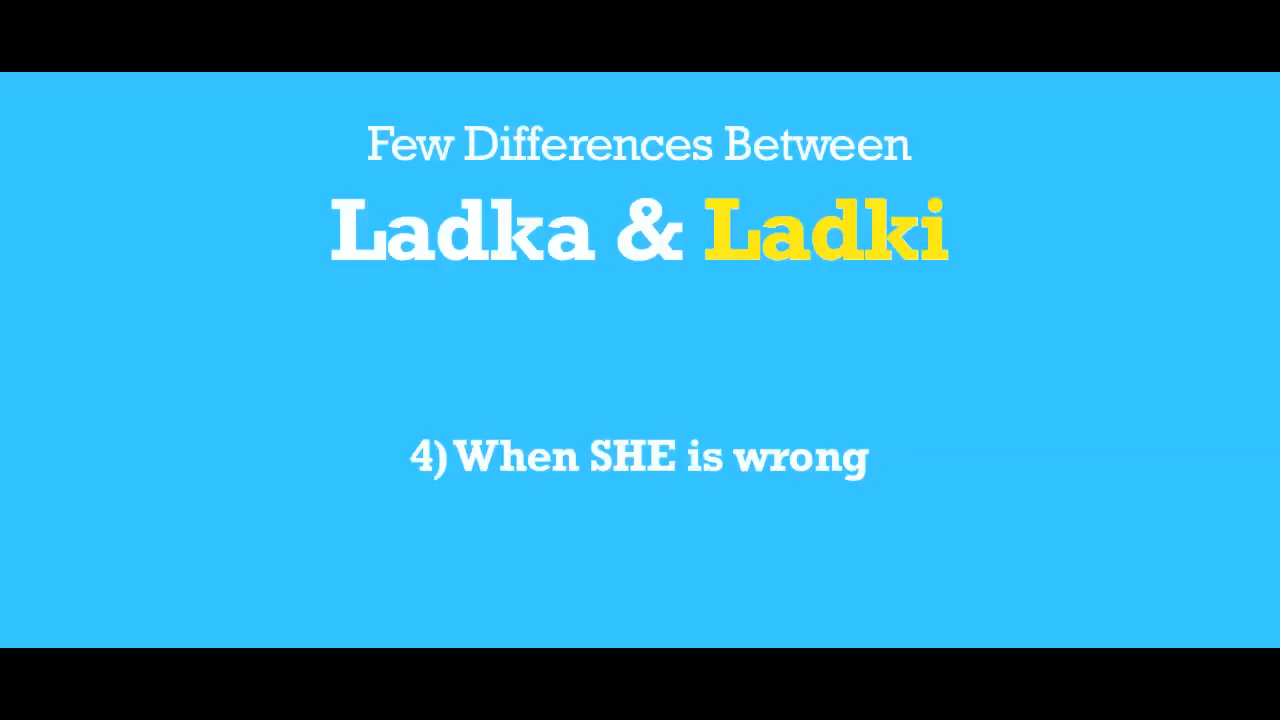 Few Differences Between
Ladka & Ladki
4) When SHE is wrong